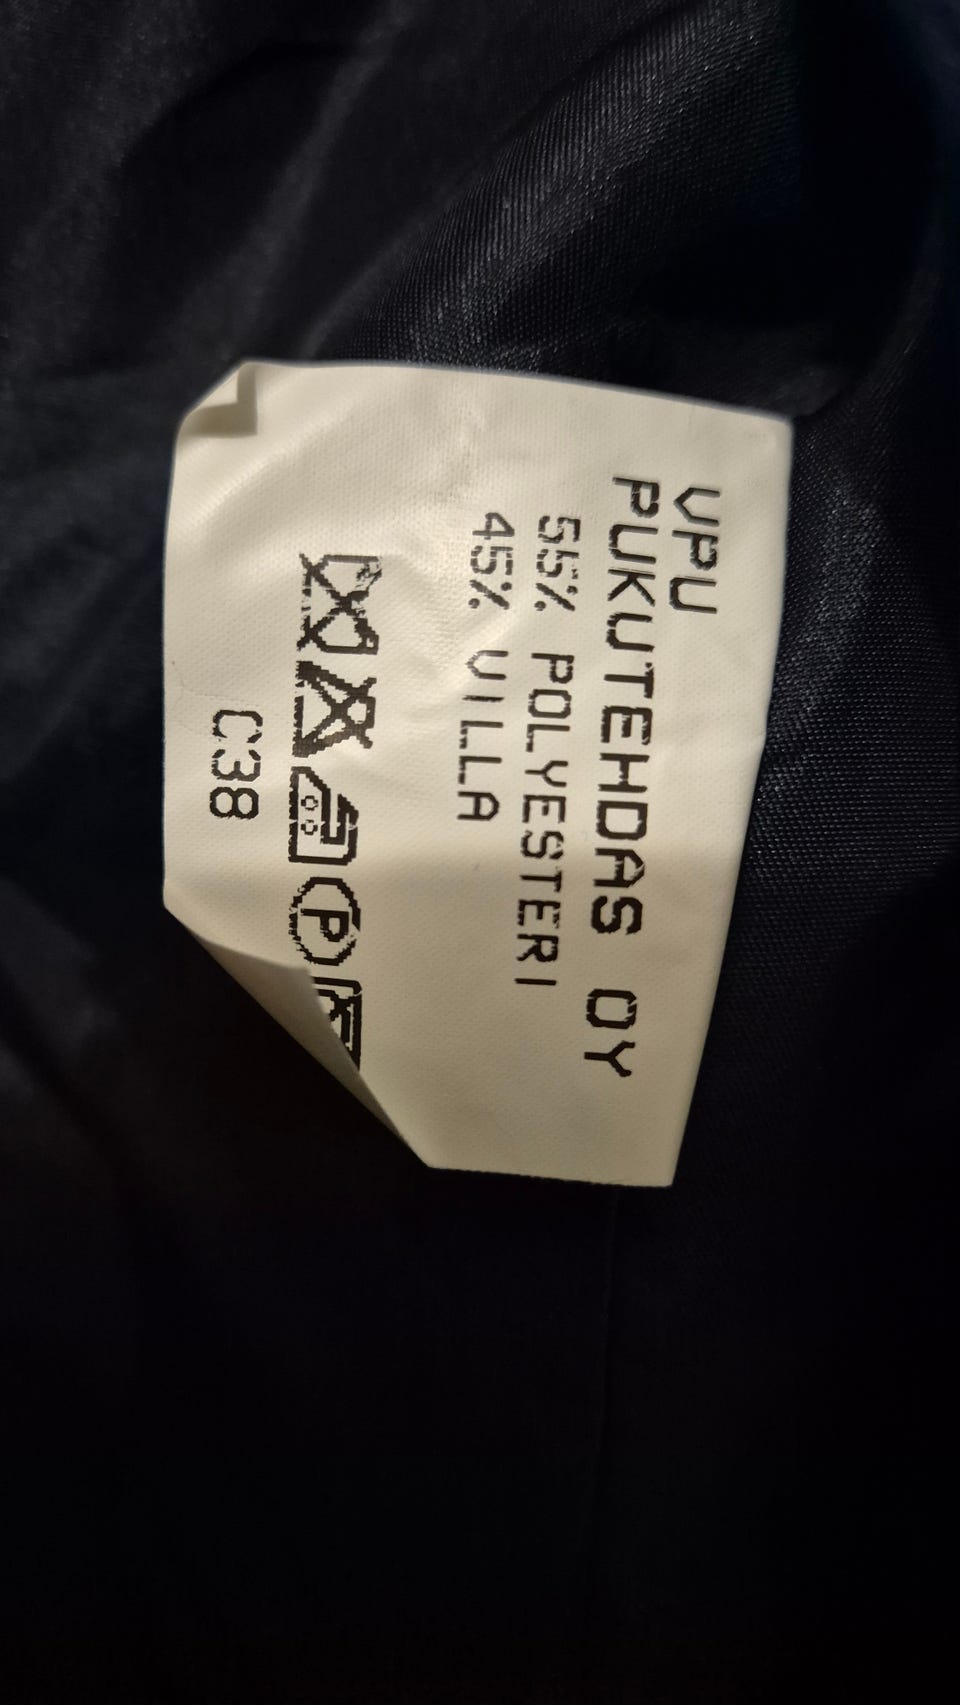 VPU
PUKUTEHDAS OY
55% POLYESTERI
45% VILLA
P
C38